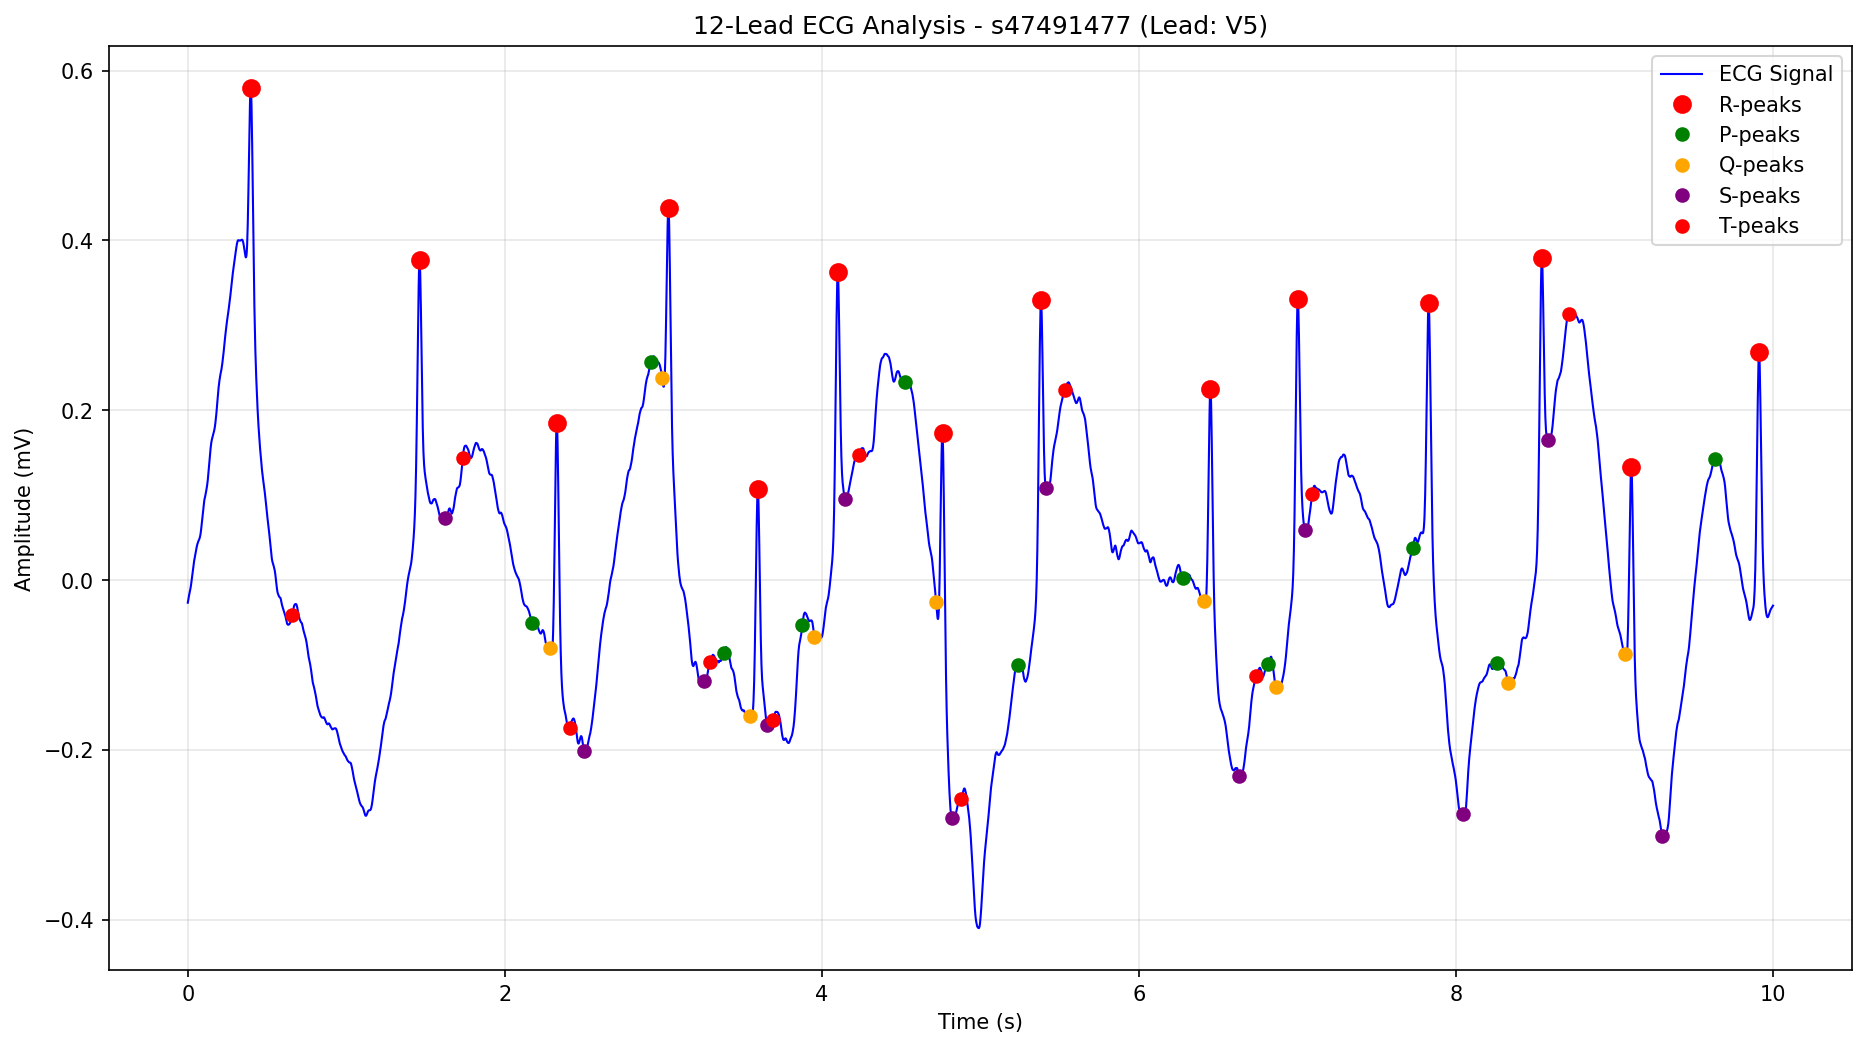 12-Lead ECG Analysis - s47491477 (Lead: V5)
ECG Signal
R-peaks
P-peaks
Q-peaks
S-peaks
T-peaks
Amplitude (mV)
0.6
0.4
0.2
0.0
−0.2
−0.4
0 2 4 6 8 10
Time (s)